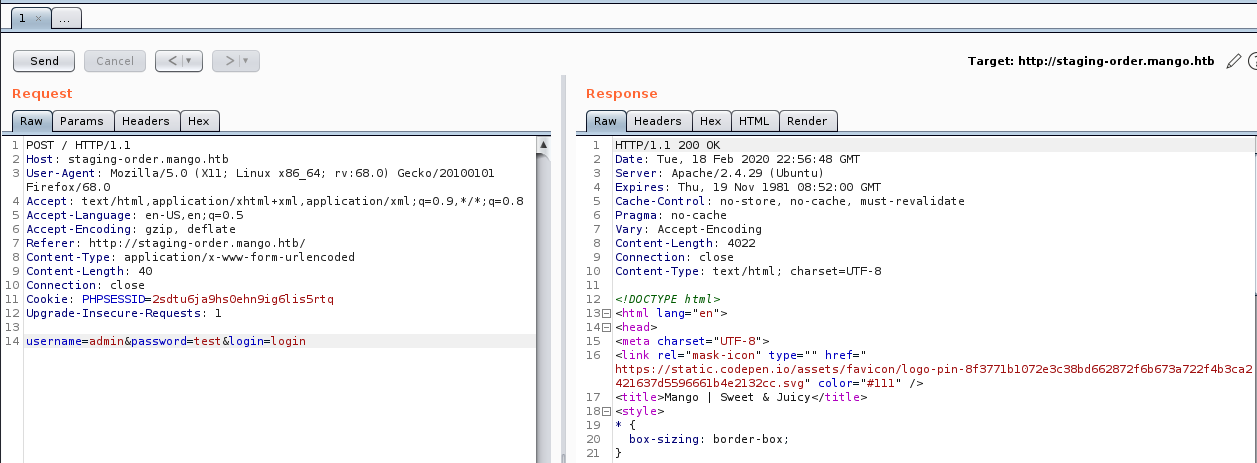 1 × ...
Send Cancel < ▼ > ▼ Target: http://staging-order.mango.htb
Request
Raw Params Headers Hex
1 POST / HTTP/1.1
2 Host: staging-order.mango.htb
3 User-Agent: Mozilla/5.0 (X11; Linux x86_64; rv:68.0) Gecko/20100101
Firefox/68.0
4 Accept: text/html,application/xhtml+xml,application/xml;q=0.9,*/*;q=0.8
5 Accept-Language: en-US,en;q=0.5
6 Accept-Encoding: gzip, deflate
7 Referer: http://staging-order.mango.htb/
8 Content-Type: application/x-www-form-urlencoded
9 Content-Length: 40
10 Connection: close
11 Cookie: PHPSESSID=2sdtu6ja9hs0ehn9ig6lis5rtq
12 Upgrade-Insecure-Requests: 1
13
14 username=admin&password=test&login=login
Response
Raw Headers Hex HTML Render
1 HTTP/1.1 200 OK
2 Date: Tue, 18 Feb 2020 22:56:48 GMT
3 Server: Apache/2.4.29 (Ubuntu)
4 Expires: Thu, 19 Nov 1981 08:52:00 GMT
5 Cache-Control: no-store, no-cache, must-revalidate
6 Pragma: no-cache
7 Vary: Accept-Encoding
8 Content-Length: 4022
9 Connection: close
10 Content-Type: text/html; charset=UTF-8
11
12 <!DOCTYPE html>
13 <html lang="en">
14 <head>
15 <meta charset="UTF-8">
16 <link rel="mask-icon" type="" href="
https://static.codepen.io/assets/favicon/logo-pin-8f3771b1072e3c38bd662872f6b673a722f4b3ca2
421637d5596661b4e2132cc.svg" color="#111" />
17 <title>Mango | Sweet & Juicy</title>
18 <style>
19 * {
20 box-sizing: border-box;
21 }